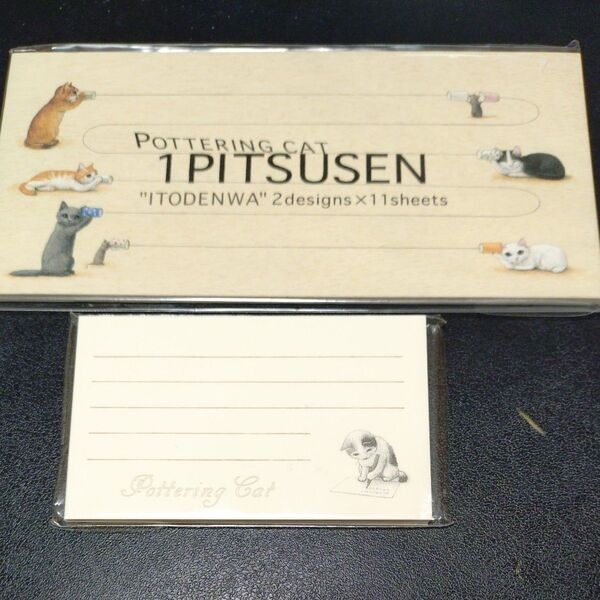 POTTERING CAT
1PITSUSEN
"ITODENWA" 2designs×11sheets
Pottering Cat